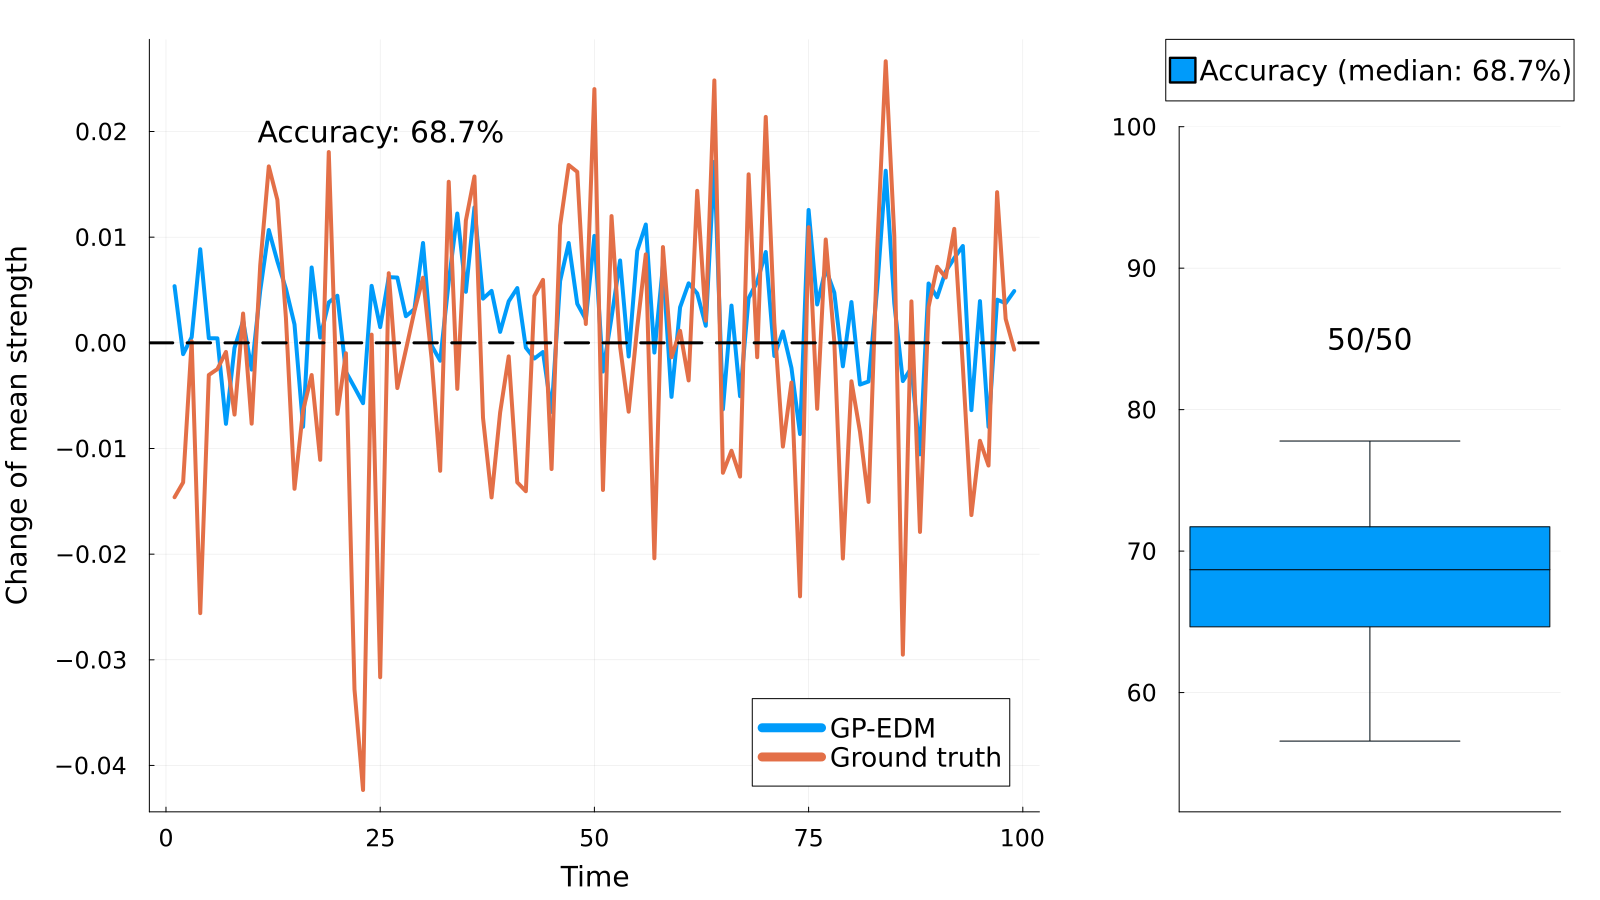 Change of mean strength
0.02
0.01
0.00
−0.01
−0.02
−0.03
−0.04
Accuracy: 68.7%
GP-EDM
Ground truth
0 25 50 75 100
Time
Accuracy (median: 68.7%)
100
90
80
70
60
50/50